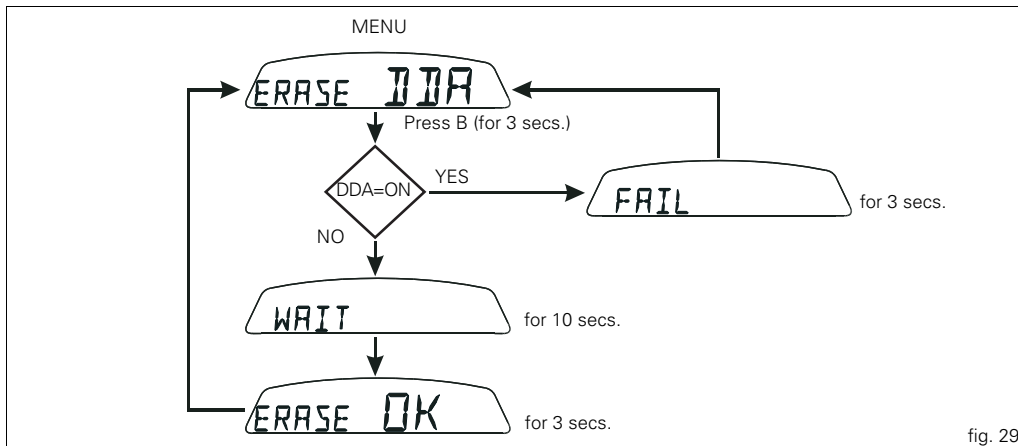 MENU
ERASE DDA
Press B (for 3 secs.)
DDA=ON
YES
FAIL
for 3 secs.
NO
WAIT
for 10 secs.
ERASE OK
for 3 secs.
fig. 29